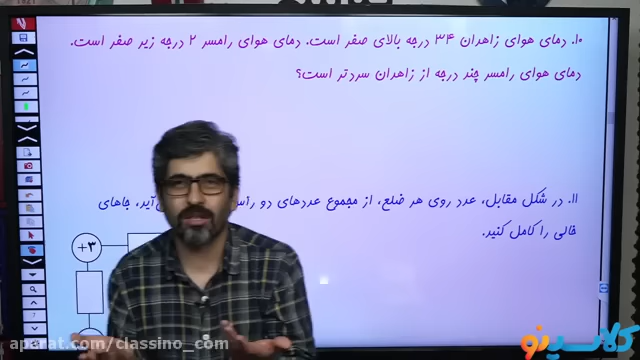 ۱۰. دمای هوای زاهدان ۳۴ درجه بالای صفر است. دمای هوای رامسر ۲ درجه زیر صفر است.
دمای هوای رامسر چند درجه از زاهدان سردتر است؟
۱۱. در شکل مقابل، عدد روی هر ضلع، از مجموع عددهای دو آید، جاهای
خالی را کامل کنید.
+۳
aparat.com/classino_com
کلاسینو